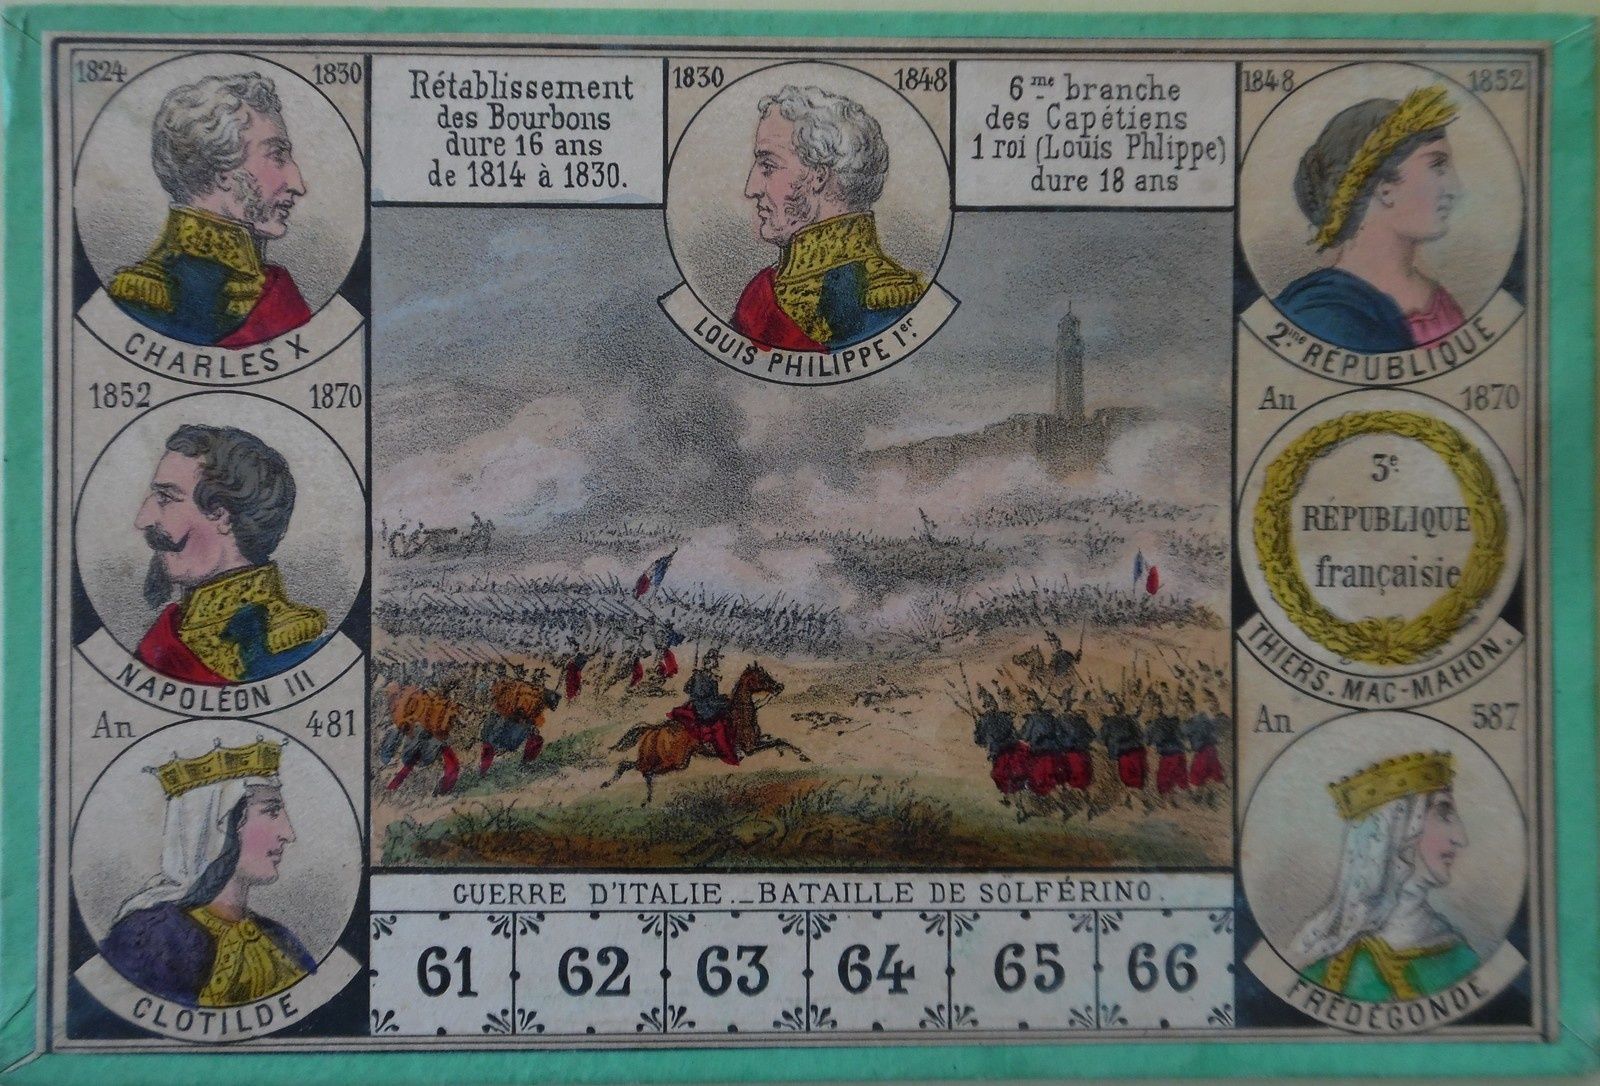 1824 1830
CHARLES X
Rétablissement
des Bourbons
dure 16 ans
de 1814 à 1830.
1830 1848
LOUIS PHILIPPE Ier.
6me branche
des Capétiens
1 roi (Louis Phlippe)
dure 18 ans
1848 1852
2ine RÉPUBLIQUE
1852 1870
NAPOLÉON III
An 1870
3e
RÉPUBLIQUE
françaisie
THIERS. MAC-MAHON.
An 481
CLOTILDE
An 587
FRÉDÉGONDE
GUERRE D'ITALIE._BATAILLE DE SOLFÉRINO.
61 62 63 64 65 66